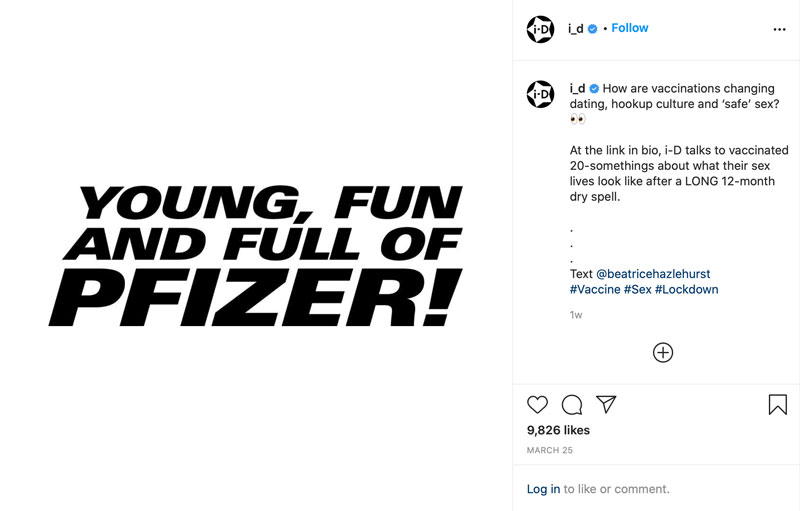 YOUNG, FUN
AND FULL OF
PFIZER!
i-D
i_d • Follow
i-D
i_d How are vaccinations changing
dating, hookup culture and ‘safe’ sex?
👀
At the link in bio, i-D talks to vaccinated
20-somethings about what their sex
lives look like after a LONG 12-month
dry spell.
.
.
.
Text @beatricehazlehurst
#Vaccine #Sex #Lockdown
1w
9,826 likes
MARCH 25
Log in to like or comment.